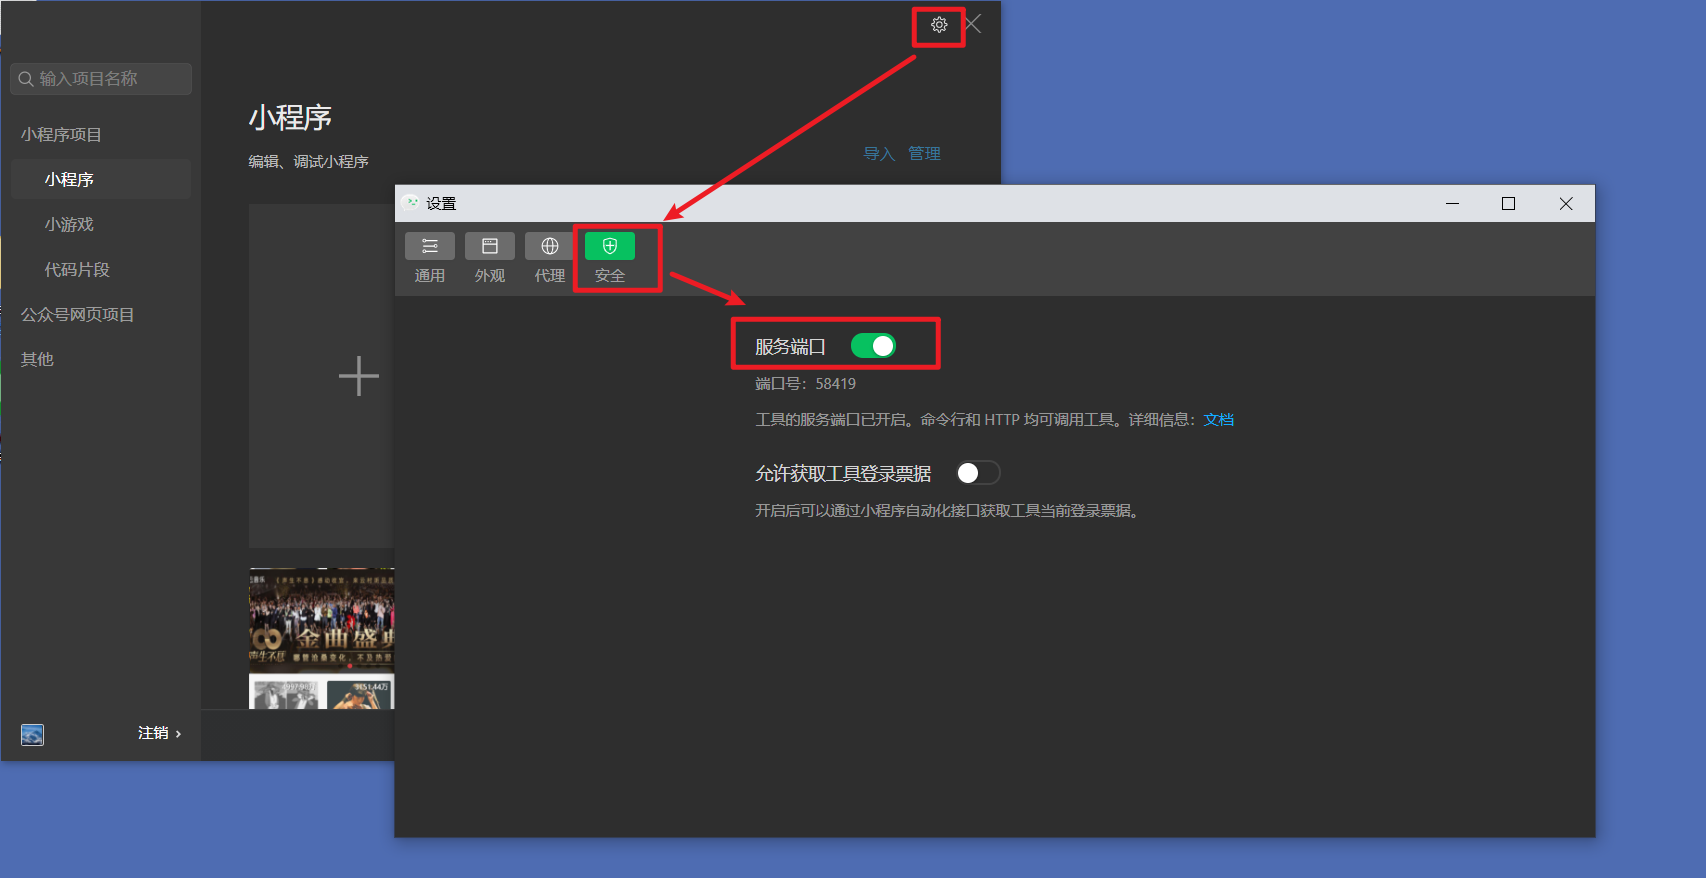 输入项目名称
小程序项目
小程序
小游戏
代码片段
公众号网页项目
其他
注销 ›
小程序
编辑、调试小程序
导入 管理
设置
通用 外观 代理 安全
服务端口
端口号：58419
工具的服务端口已开启。命令行和 HTTP 均可调用工具。详细信息：文档
允许获取工具登录票据
开启后可以通过小程序自动化接口获取工具当前登录票据。
金曲盛典